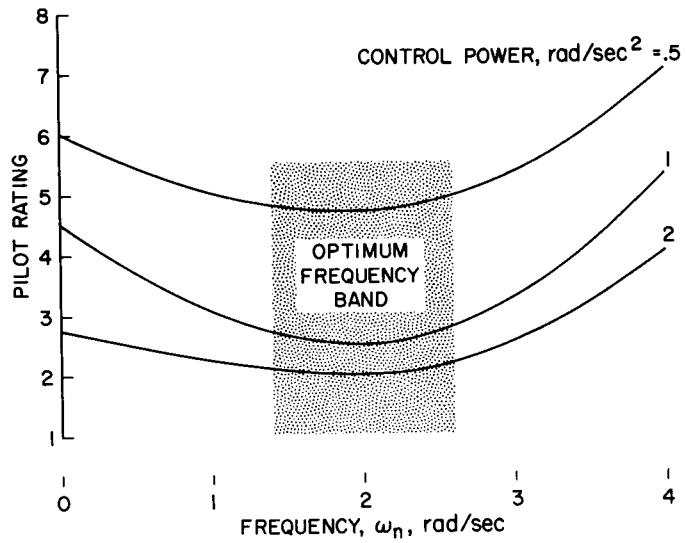 8
7
6
5
4
3
2
1
PILOT RATING
CONTROL POWER, rad/sec² = .5
1
2
OPTIMUM
FREQUENCY
BAND
0
1
2
3
4
FREQUENCY, ωn, rad/sec